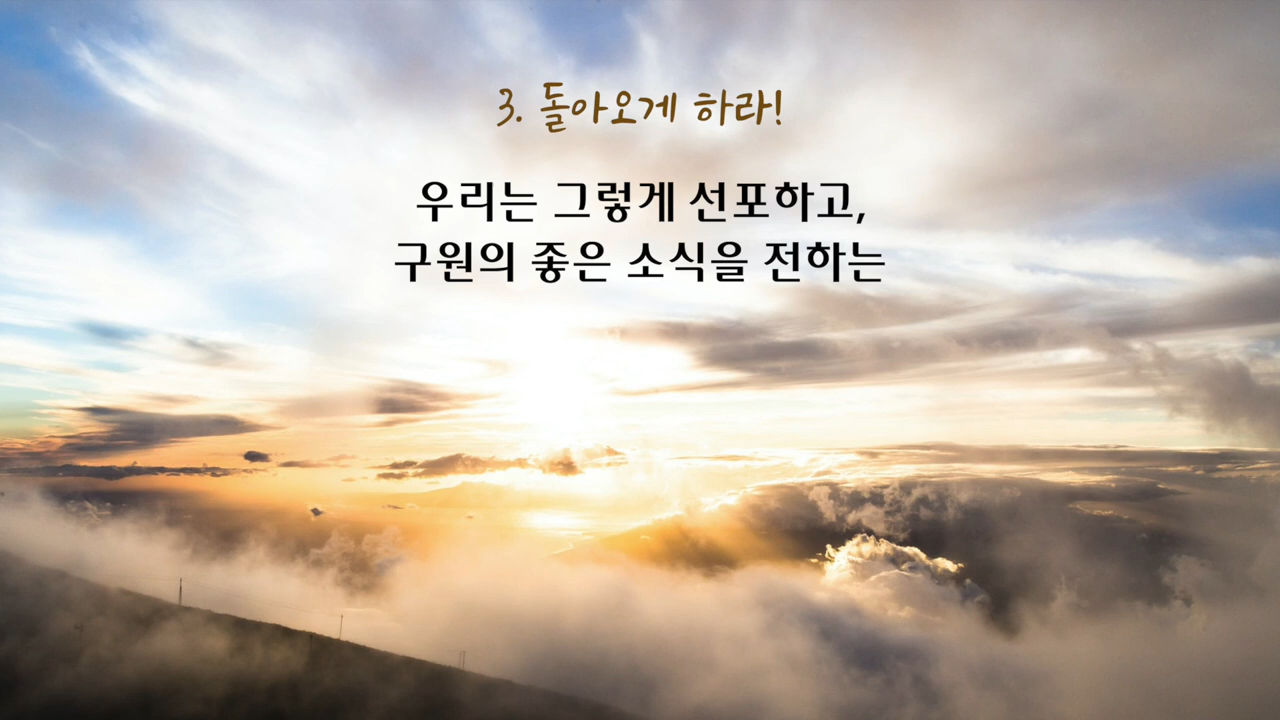 3. 돌아오게 하라!
우리는 그렇게 선포하고,
구원의 좋은 소식을 전하는